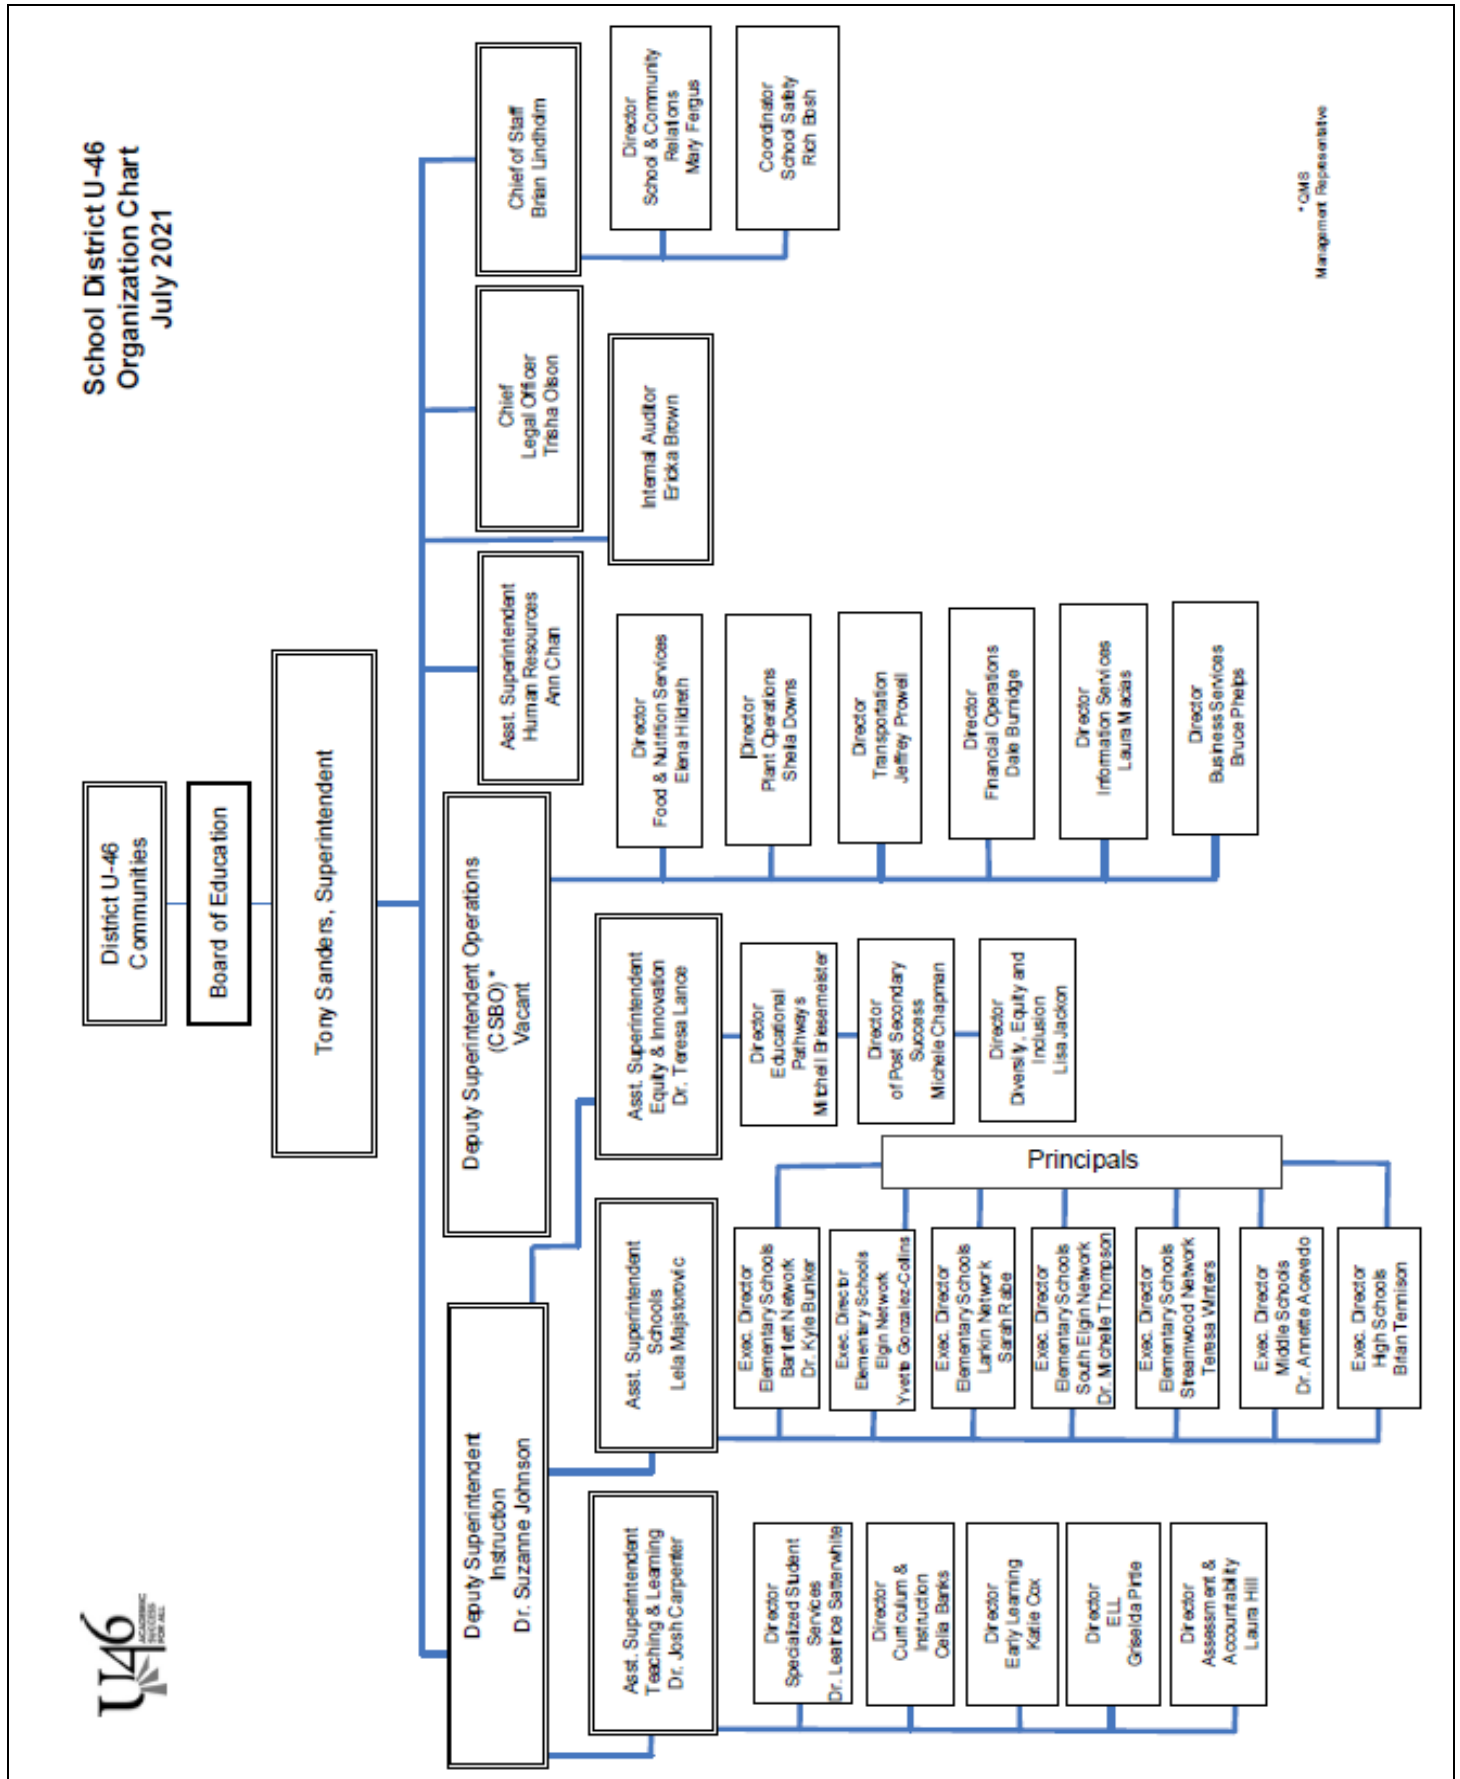 U46
ACADEMIC
SUCCESS
FOR ALL
School District U-46
Organization Chart
July 2021
District U-46
Communities
Board of Education
Tony Sanders, Superintendent
Deputy Superintendent
Instruction
Dr. Suzanne Johnson
Deputy Superintendent Operations
(CSBO) *
Vacant
Asst. Superintendent
Human Resources
Ann Chan
Chief
Legal Officer
Trisha Olson
Chief of Staff
Brian Lindholm
Internal Auditor
Ericka Brown
Director
School & Community
Relations
Mary Fergus
Coordinator
School Safety
Rich Bosh
Asst. Superintendent
Teaching & Learning
Dr. Josh Carpenter
Asst. Superintendent
Schools
Lela Majstorovic
Asst. Superintendent
Equity & Innovation
Dr. Teresa Lance
Director
Specialized Student
Services
Dr. Leatrice Satterwhite
Director
Curriculum &
Instruction
Celia Banks
Director
Early Learning
Katie Cox
Director
ELL
Griselda Pirtle
Director
Assessment &
Accountability
Laura Hill
Exec. Director
Elementary Schools
Bartlett Network
Dr. Kyle Bunker
Exec. Director
Elementary Schools
Elgin Network
Yvette Gonzalez-Collins
Exec. Director
Elementary Schools
Larkin Network
Sarah Rabe
Exec. Director
Elementary Schools
South Elgin Network
Dr. Michelle Thompson
Exec. Director
Elementary Schools
Streamwood Network
Teresa Winters
Exec. Director
Middle Schools
Dr. Annette Acevedo
Exec. Director
High Schools
Brian Tennison
Principals
Director
Educational
Pathways
Mitchell Briesemeister
Director
of Post Secondary
Success
Michele Chapman
Director
Diversity, Equity and
Inclusion
Lisa Jackon
Director
Food & Nutrition Services
Elena Hildreth
|Director
Plant Operations
Sheila Downs
Director
Transportation
Jeffrey Prowell
Director
Financial Operations
Dale Burnidge
Director
Information Services
Laura Macias
Director
Business Services
Bruce Phelps
* QMS
Management Representative